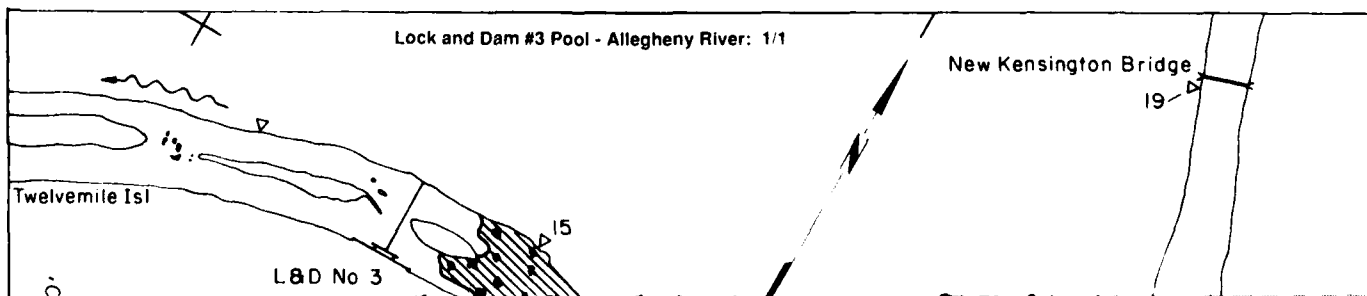 Lock and Dam #3 Pool - Allegheny River: 1/1
New Kensington Bridge
19
Twelvemile Isl
15
L&D No 3